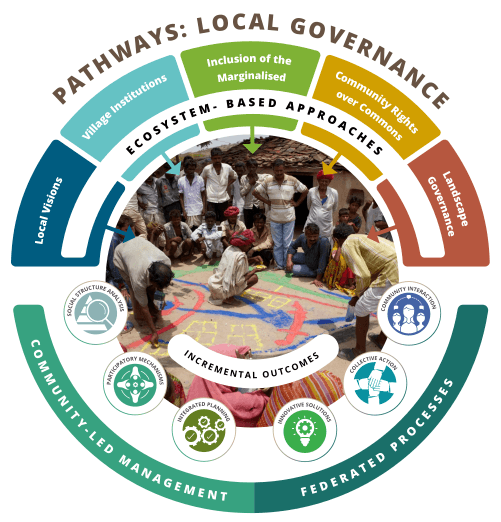 PATHWAYS: LOCAL GOVERNANCE
Local Visions
Village Institutions
Inclusion of the
Marginalised
Community Rights
over Commons
Landscape
Governance
ECOSYSTEM- BASED APPROACHES
SOCIAL STRUCTURE ANALYSIS
PARTICIPATORY MECHANISMS
INTEGRATED PLANNING
INNOVATIVE SOLUTIONS
COLLECTIVE ACTION
COMMUNITY INTERACTION
INCREMENTAL OUTCOMES
COMMUNITY-LED MANAGEMENT
FEDERATED PROCESSES